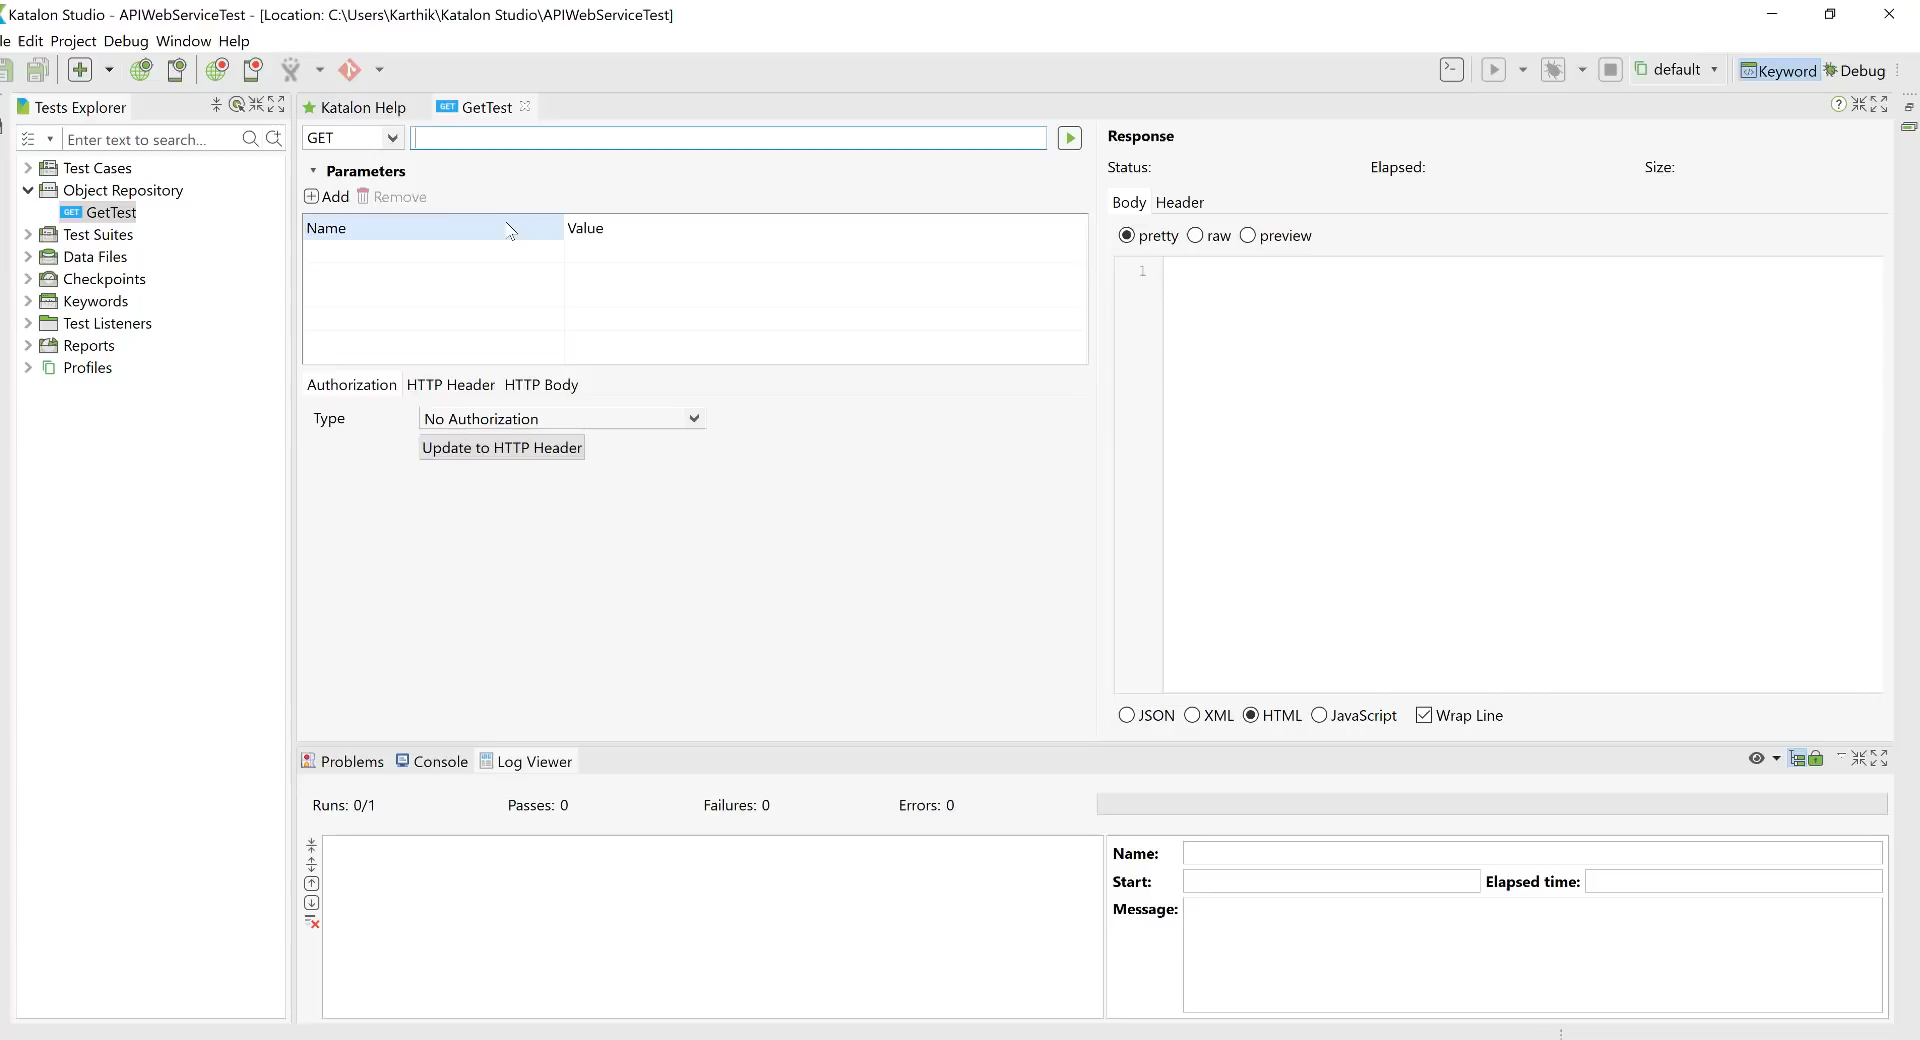 Katalon Studio - APIWebServiceTest - [Location: C:\Users\Karthik\Katalon Studio\APIWebServiceTest]
le Edit Project Debug Window Help
default
Keyword
Debug
Tests Explorer
Enter text to search...
Test Cases
Object Repository
GET GetTest
Test Suites
Data Files
Checkpoints
Keywords
Test Listeners
Reports
Profiles
Katalon Help
GET GetTest
GET
Parameters
Add Remove
Name Value
Authorization HTTP Header HTTP Body
Type No Authorization
Update to HTTP Header
Response
Status: Elapsed: Size:
Body Header
pretty raw preview
1
JSON XML HTML JavaScript Wrap Line
Problems Console Log Viewer
Runs: 0/1 Passes: 0 Failures: 0 Errors: 0
Name:
Start: Elapsed time:
Message: